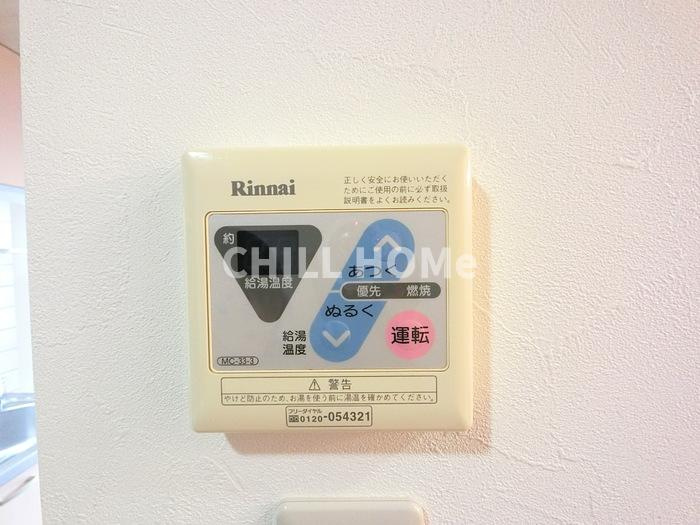 Rinnai
正しく安全にお使いいただく
ためにご使用の前に必ず取扱
説明書をよくお読みください。
約
給湯温度
CHILL HOMe
あつく
優先 燃焼
ぬるく
給湯
温度
運転
MC-33-3
⚠ 警告
やけど防止のため、お湯を使う前に湯温を確かめてください。
フリーダイヤル
0120-054321